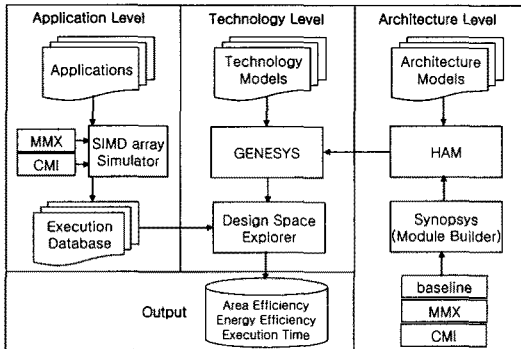 Application Level
Technology Level
Architecture Level
Applications
Technology
Models
Architecture
Models
MMX
CMI
SIMD array
Simulator
GENESYS
HAM
Execution
Database
Design Space
Explorer
Synopsys
(Module Builder)
Output
Area Efficiency
Energy Efficiency
Execution Time
baseline
MMX
CMI